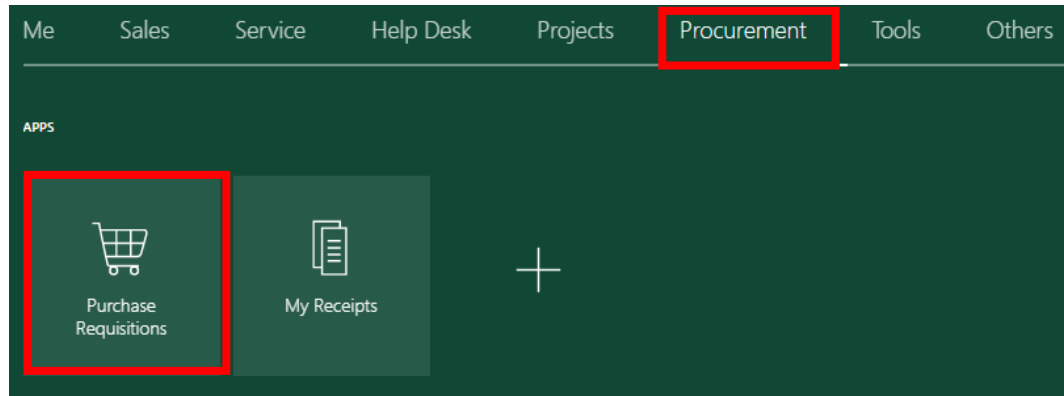 Me Sales Service Help Desk Projects Procurement Tools Others
APPS
Purchase
Requisitions
My Receipts